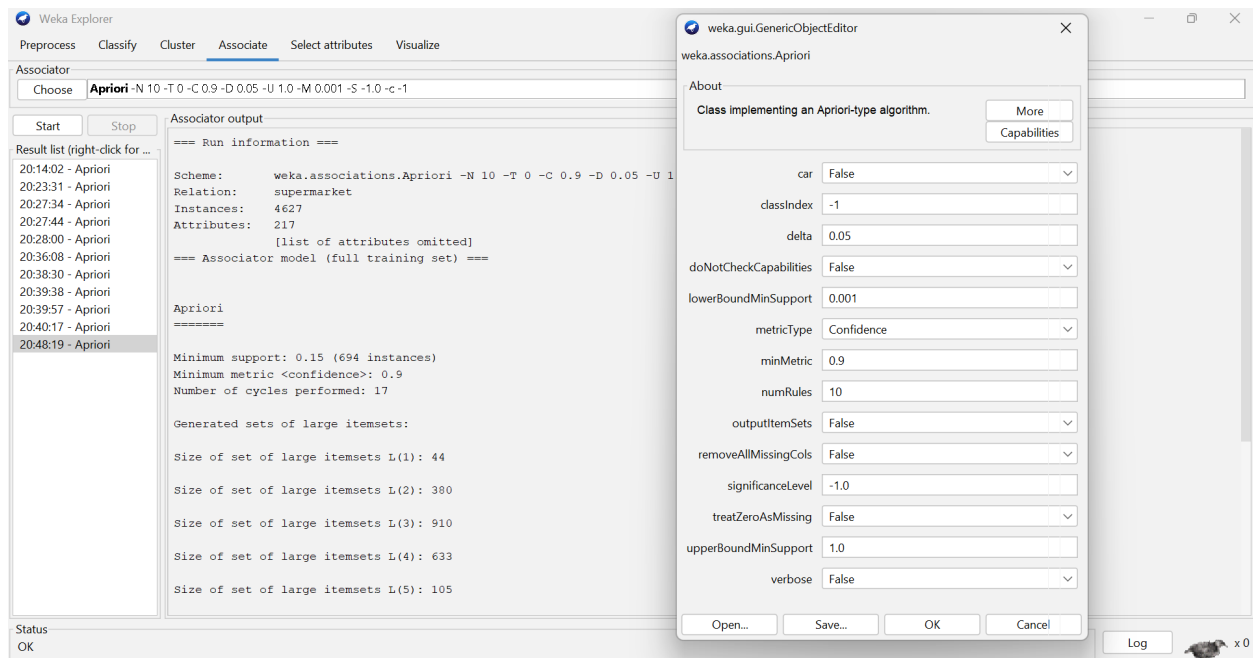 Weka Explorer
Preprocess Classify Cluster Associate Select attributes Visualize
Associator
Choose Apriori -N 10 -T 0 -C 0.9 -D 0.05 -U 1.0 -M 0.001 -S -1.0 -c -1
Start Stop
Result list (right-click for ...
20:14:02 - Apriori
20:23:31 - Apriori
20:27:34 - Apriori
20:27:44 - Apriori
20:28:00 - Apriori
20:36:08 - Apriori
20:38:30 - Apriori
20:39:38 - Apriori
20:39:57 - Apriori
20:40:17 - Apriori
20:48:19 - Apriori
Associator output
=== Run information ===
Scheme: weka.associations.Apriori -N 10 -T 0 -C 0.9 -D 0.05 -U 1
Relation: supermarket
Instances: 4627
Attributes: 217
[list of attributes omitted]
=== Associator model (full training set) ===
Apriori
=======
Minimum support: 0.15 (694 instances)
Minimum metric <confidence>: 0.9
Number of cycles performed: 17
Generated sets of large itemsets:
Size of set of large itemsets L(1): 44
Size of set of large itemsets L(2): 380
Size of set of large itemsets L(3): 910
Size of set of large itemsets L(4): 633
Size of set of large itemsets L(5): 105
weka.gui.GenericObjectEditor
weka.associations.Apriori
About
Class implementing an Apriori-type algorithm.
More
Capabilities
car False
classIndex -1
delta 0.05
doNotCheckCapabilities False
lowerBoundMinSupport 0.001
metricType Confidence
minMetric 0.9
numRules 10
outputItemSets False
removeAllMissingCols False
significanceLevel -1.0
treatZeroAsMissing False
upperBoundMinSupport 1.0
verbose False
Open... Save... OK Cancel
Status
OK
Log x 0